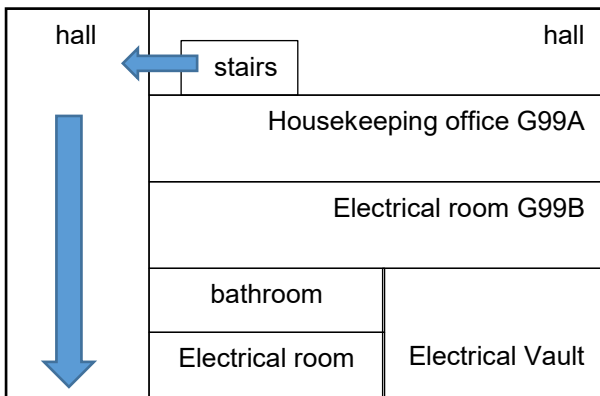 hall
hall
stairs
Housekeeping office G99A
Electrical room G99B
bathroom
Electrical room
Electrical Vault